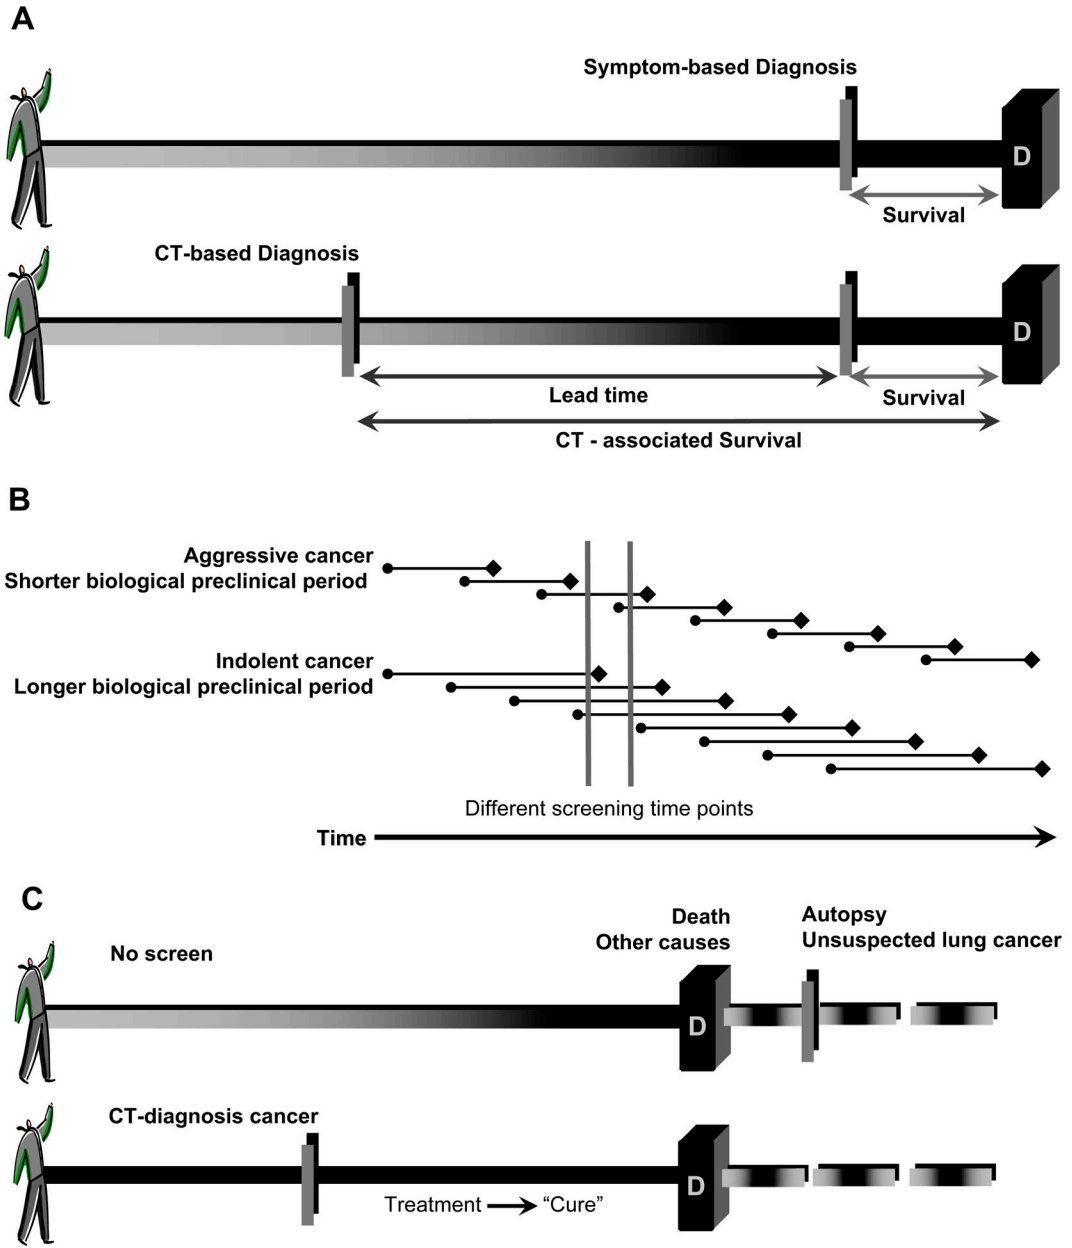 A
Symptom-based Diagnosis
D
Survival
CT-based Diagnosis
D
Lead time
Survival
CT - associated Survival
B
Aggressive cancer
Shorter biological preclinical period
Indolent cancer
Longer biological preclinical period
Different screening time points
Time
C
No screen
Death
Other causes
Autopsy
Unsuspected lung cancer
D
CT-diagnosis cancer
D
Treatment
“Cure”